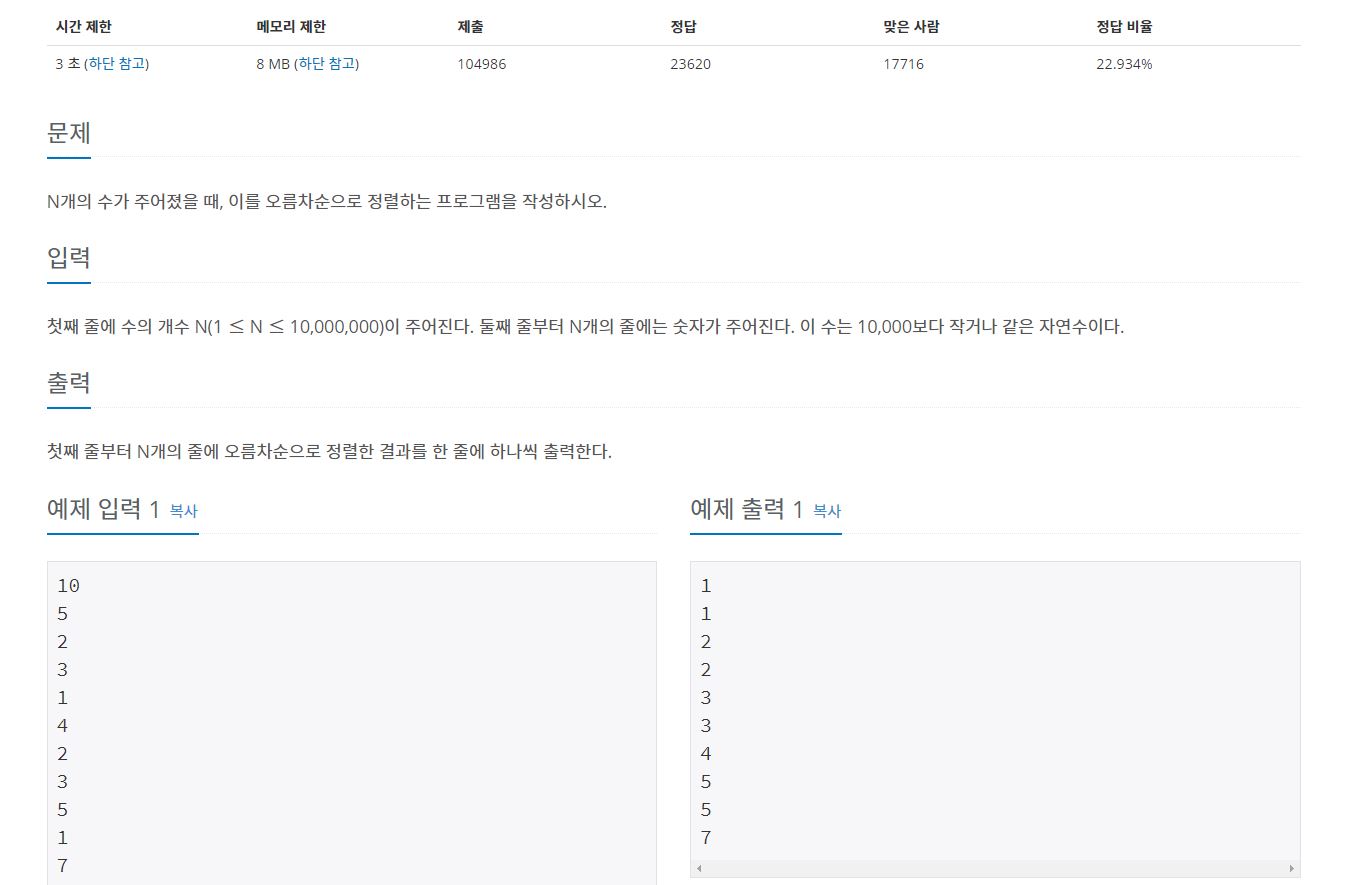 시간 제한 메모리 제한 제출 정답 맞은 사람 정답 비율
3 초 (하단 참고) 8 MB (하단 참고) 104986 23620 17716 22.934%
문제
N개의 수가 주어졌을 때, 이를 오름차순으로 정렬하는 프로그램을 작성하시오.
입력
첫째 줄에 수의 개수 N(1 ≤ N ≤ 10,000,000)이 주어진다. 둘째 줄부터 N개의 줄에는 숫자가 주어진다. 이 수는 10,000보다 작거나 같은 자연수이다.
출력
첫째 줄부터 N개의 줄에 오름차순으로 정렬한 결과를 한 줄에 하나씩 출력한다.
예제 입력 1 복사
10
5
2
3
1
4
2
3
5
1
7
예제 출력 1 복사
1
1
2
2
3
3
4
5
5
7